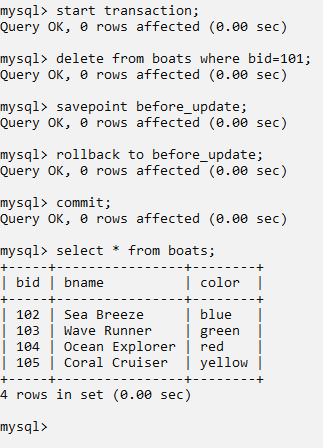 mysql> start transaction;
Query OK, 0 rows affected (0.00 sec)
mysql> delete from boats where bid=101;
Query OK, 0 rows affected (0.00 sec)
mysql> savepoint before_update;
Query OK, 0 rows affected (0.00 sec)
mysql> rollback to before_update;
Query OK, 0 rows affected (0.00 sec)
mysql> commit;
Query OK, 0 rows affected (0.00 sec)
mysql> select * from boats;
+-----+----------------+--------+
| bid | bname          | color  |
+-----+----------------+--------+
| 102 | Sea Breeze     | blue   |
| 103 | Wave Runner    | green  |
| 104 | Ocean Explorer | red    |
| 105 | Coral Cruiser  | yellow |
+-----+----------------+--------+
4 rows in set (0.00 sec)
mysql>